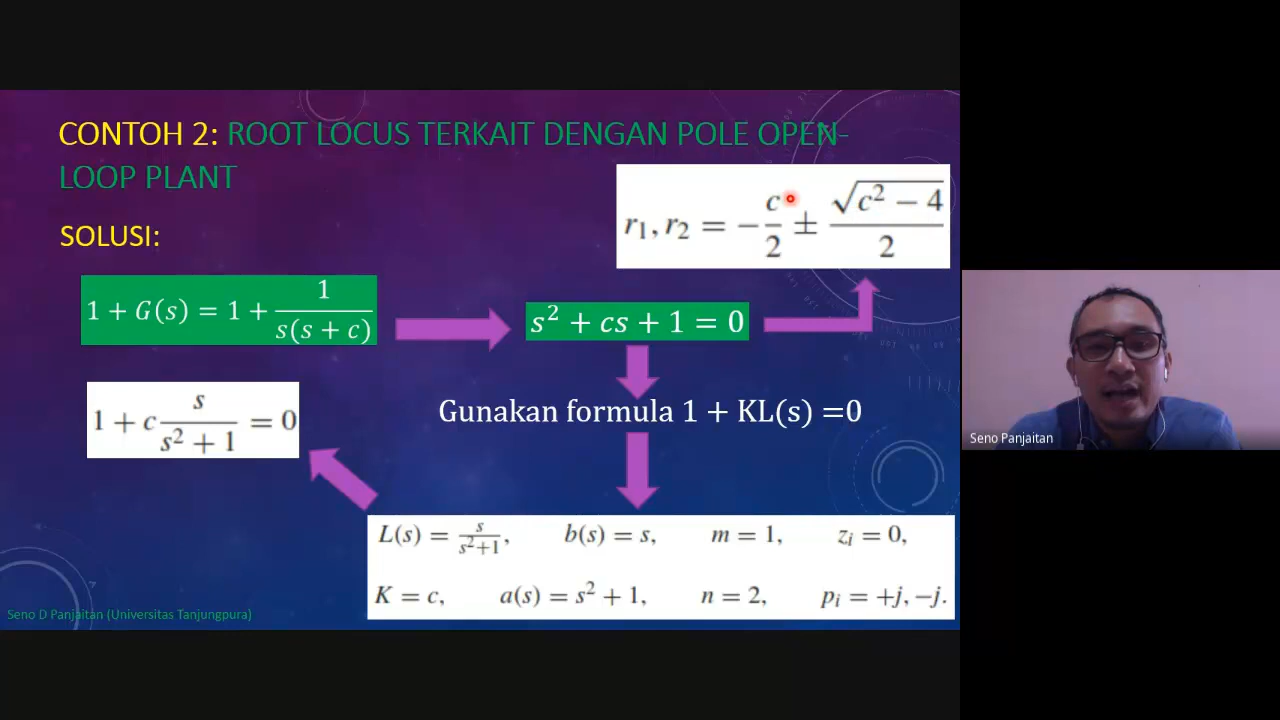 CONTOH 2: ROOT LOCUS TERKAIT DENGAN POLE OPEN-
LOOP PLANT
SOLUSI:
r₁, r₂ = −c/2 ± √(c² − 4)/2
1 + G(s) = 1 + 1/(s(s + c))
s² + cs + 1 = 0
1 + c s/(s² + 1) = 0
Gunakan formula 1 + KL(s) =0
L(s) = s/(s²+1), b(s) = s, m = 1, zᵢ = 0,
K = c, a(s) = s² + 1, n = 2, pᵢ = +j, −j.
Seno D Panjaitan (Universitas Tanjungpura)
Seno Panjaitan